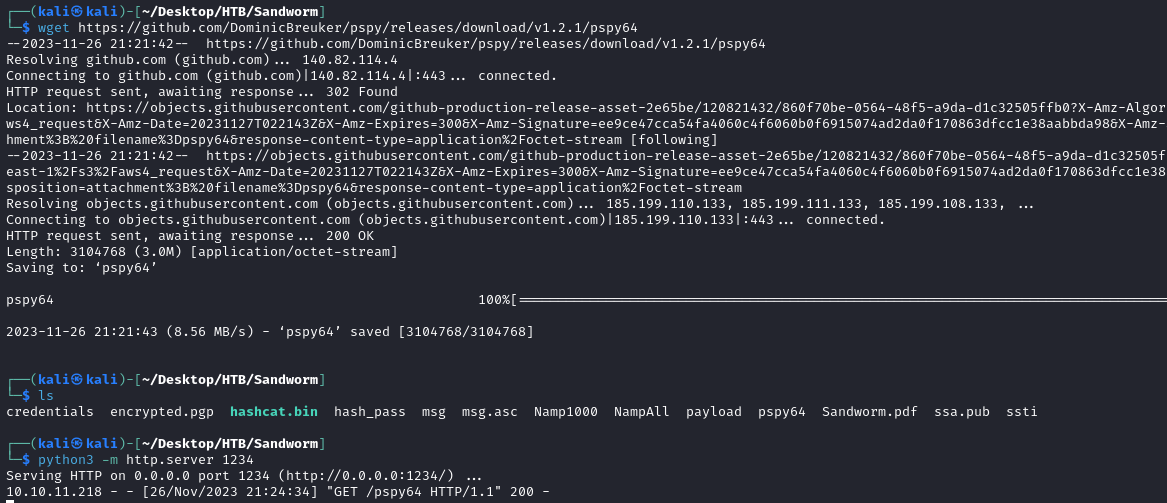 ┌──(kali㉿kali)-[~/Desktop/HTB/Sandworm]
└─$ wget https://github.com/DominicBreuker/pspy/releases/download/v1.2.1/pspy64
--2023-11-26 21:21:42--  https://github.com/DominicBreuker/pspy/releases/download/v1.2.1/pspy64
Resolving github.com (github.com)... 140.82.114.4
Connecting to github.com (github.com)|140.82.114.4|:443... connected.
HTTP request sent, awaiting response... 302 Found
Location: https://objects.githubusercontent.com/github-production-release-asset-2e65be/120821432/860f70be-0564-48f5-a9da-d1c32505ffb0?X-Amz-Algor
ws4_request&X-Amz-Date=20231127T022143Z&X-Amz-Expires=300&X-Amz-Signature=ee9ce47cca54fa4060c4f6060b0f6915074ad2da0f170863dfcc1e38aabbda98&X-Amz-
hment%3B%20filename%3Dpspy64&response-content-type=application%2Foctet-stream [following]
--2023-11-26 21:21:42--  https://objects.githubusercontent.com/github-production-release-asset-2e65be/120821432/860f70be-0564-48f5-a9da-d1c32505f
east-1%2Fs3%2Faws4_request&X-Amz-Date=20231127T022143Z&X-Amz-Expires=300&X-Amz-Signature=ee9ce47cca54fa4060c4f6060b0f6915074ad2da0f170863dfcc1e38
sposition=attachment%3B%20filename%3Dpspy64&response-content-type=application%2Foctet-stream
Resolving objects.githubusercontent.com (objects.githubusercontent.com)... 185.199.110.133, 185.199.111.133, 185.199.108.133, ...
Connecting to objects.githubusercontent.com (objects.githubusercontent.com)|185.199.110.133|:443... connected.
HTTP request sent, awaiting response... 200 OK
Length: 3104768 (3.0M) [application/octet-stream]
Saving to: ‘pspy64’
pspy64 100%[=====================================================
2023-11-26 21:21:43 (8.56 MB/s) - ‘pspy64’ saved [3104768/3104768]
┌──(kali㉿kali)-[~/Desktop/HTB/Sandworm]
└─$ ls
credentials  encrypted.pgp  hashcat.bin  hash_pass  msg  msg.asc  Namp1000  NampAll  payload  pspy64  Sandworm.pdf  ssa.pub  ssti
┌──(kali㉿kali)-[~/Desktop/HTB/Sandworm]
└─$ python3 -m http.server 1234
Serving HTTP on 0.0.0.0 port 1234 (http://0.0.0.0:1234/) ...
10.10.11.218 - - [26/Nov/2023 21:24:34] "GET /pspy64 HTTP/1.1" 200 -